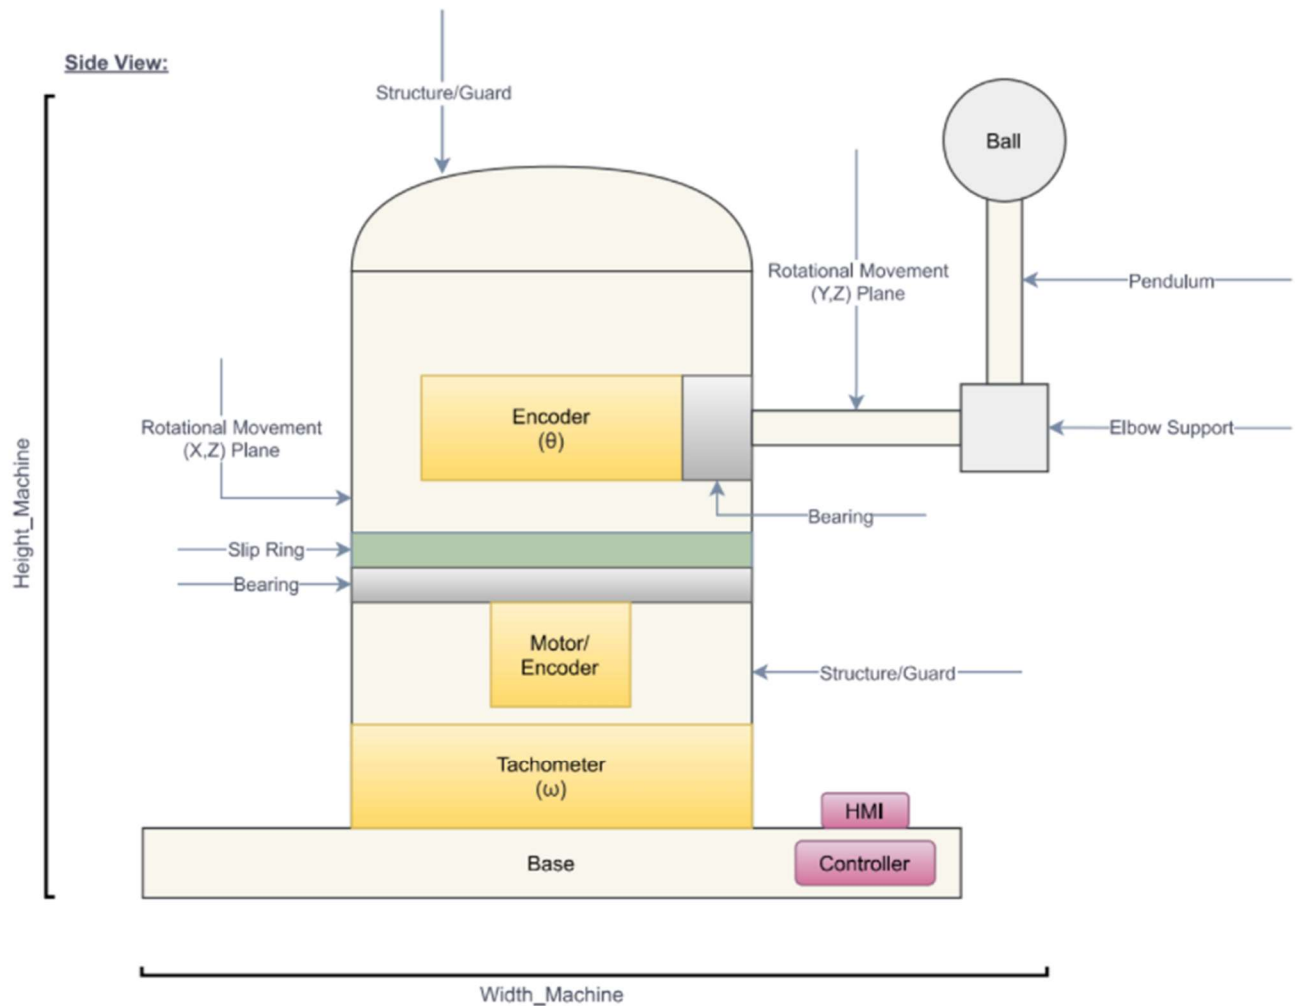 Side View:
Structure/Guard
Ball
Rotational Movement
(Y,Z) Plane
Pendulum
Encoder
(θ)
Rotational Movement
(X,Z) Plane
Elbow Support
Bearing
Slip Ring
Bearing
Height_Machine
Motor/
Encoder
Structure/Guard
Tachometer
(ω)
HMI
Base
Controller
Width_Machine